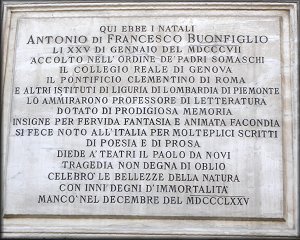 QUI EBBE I NATALI
ANTONIO DI FRANCESCO BUONFIGLIO
LI XXV DI GENNAIO DEL MDCCCVII
ACCOLTO NELL'ORDINE DE'PADRI SOMASCHI
IL COLLEGIO REALE DI GENOVA
IL PONTIFICIO CLEMENTINO DI ROMA
E ALTRI ISTITUTI DI LIGURIA DI LOMBARDIA DI PIEMONTE
LO AMMIRARONO PROFESSORE DI LETTERATURA
DOTATO DI PRODIGIOSA MEMORIA
INSIGNE PER FERVIDA FANTASIA E ANIMATA FACONDIA
SI FECE NOTO ALL'ITALIA PER MOLTEPLICI SCRITTI
DI POESIA E DI PROSA
DIEDE A' TEATRI IL PAOLO DA NOVI
TRAGEDIA NON DEGNA DI OBLIO
CELEBRO' LE BELLEZZE DELLA NATURA
CON INNI DEGNI D'IMMORTALITA'
MANCO' NEL DECEMBRE DEL MDCCCLXXV